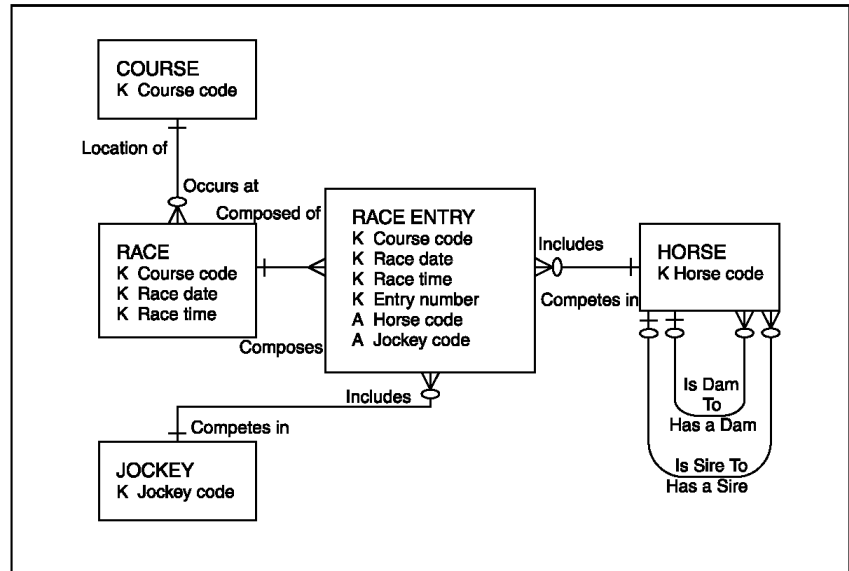 COURSE
K Course code
Location of
Occurs at
RACE
K Course code
K Race date
K Race time
Composed of
Composes
RACE ENTRY
K Course code
K Race date
K Race time
K Entry number
A Horse code
A Jockey code
Includes
Competes in
HORSE
K Horse code
Is Dam
To
Has a Dam
Is Sire To
Has a Sire
Includes
Competes in
JOCKEY
K Jockey code